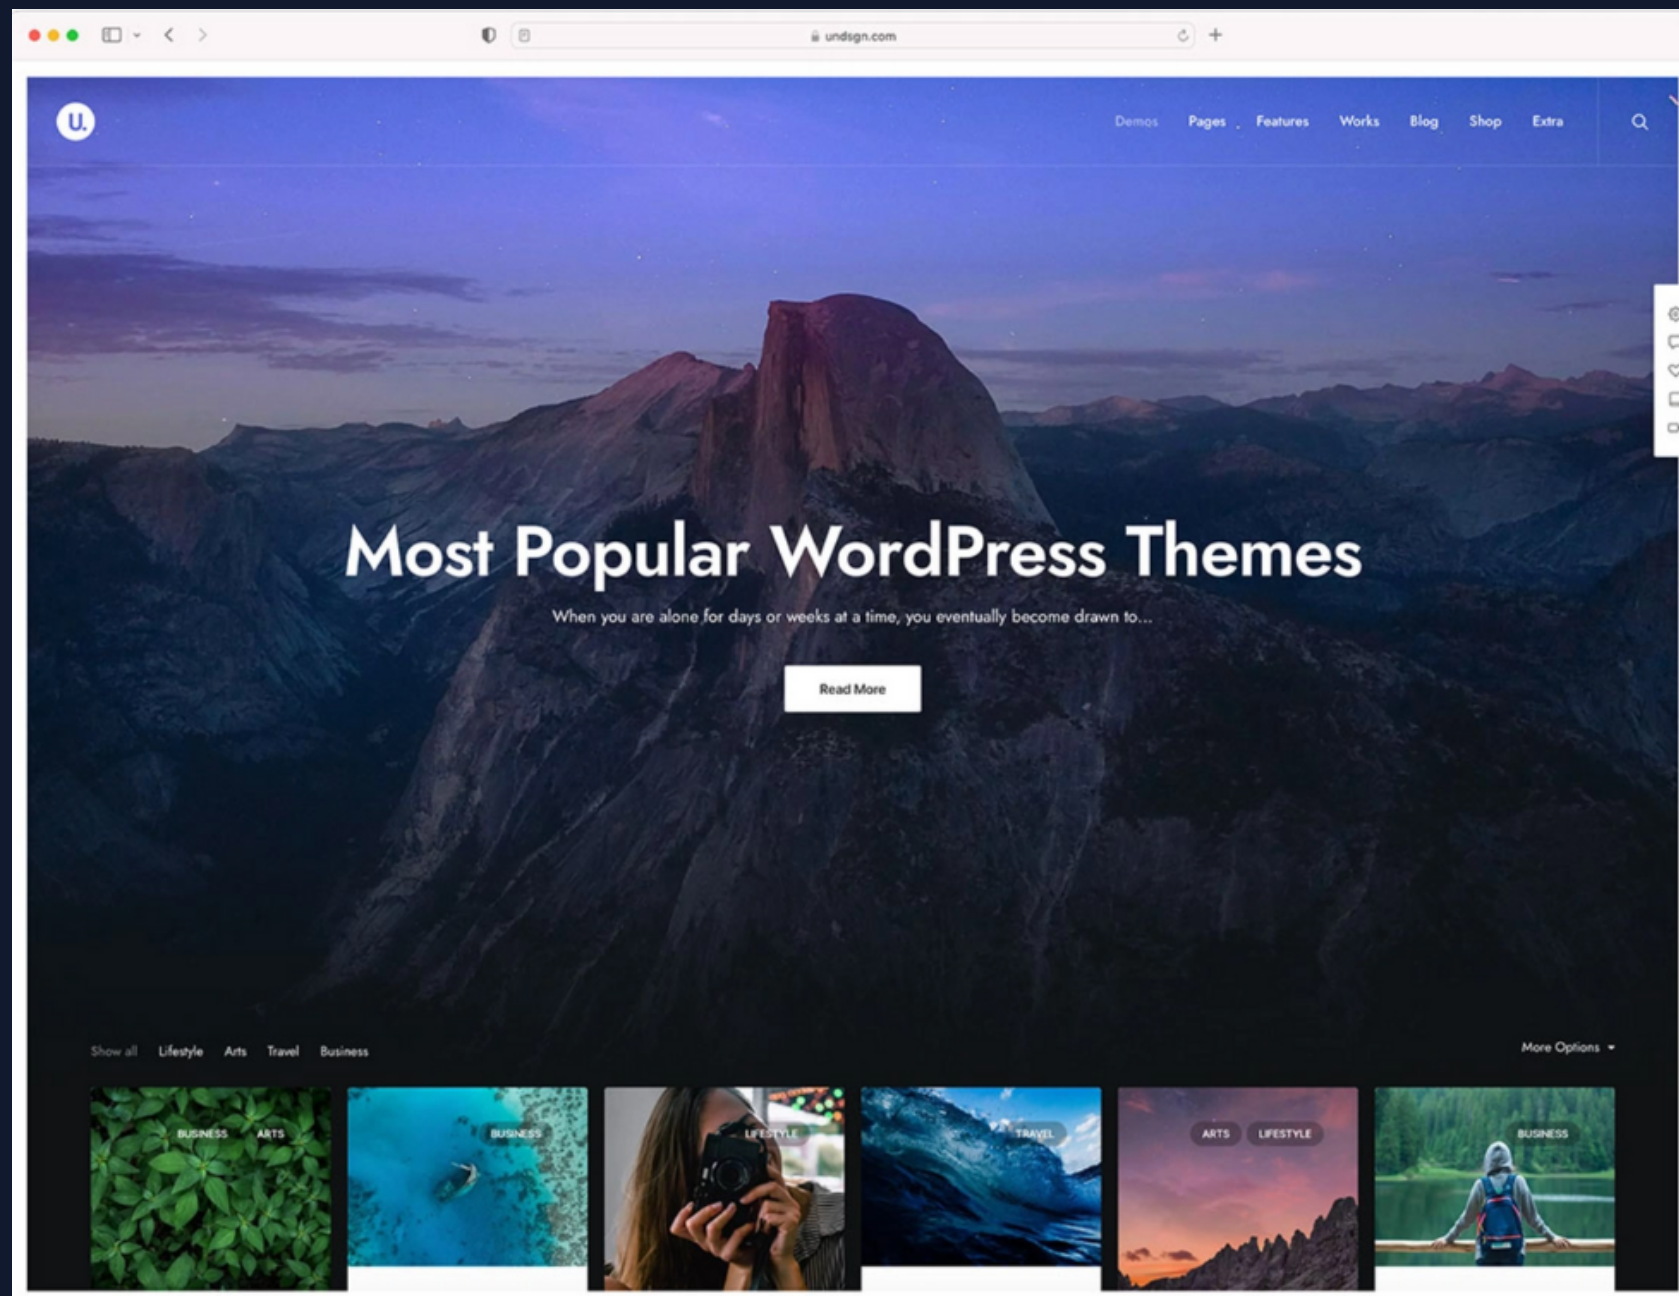 undsgn.com
U.
Demos Pages Features Works Blog Shop Extra
Most Popular WordPress Themes
When you are alone for days or weeks at a time, you eventually become drawn to...
Read More
Show all Lifestyle Arts Travel Business
More Options
BUSINESS ARTS
BUSINESS
LIFESTYLE
TRAVEL
ARTS LIFESTYLE
BUSINESS